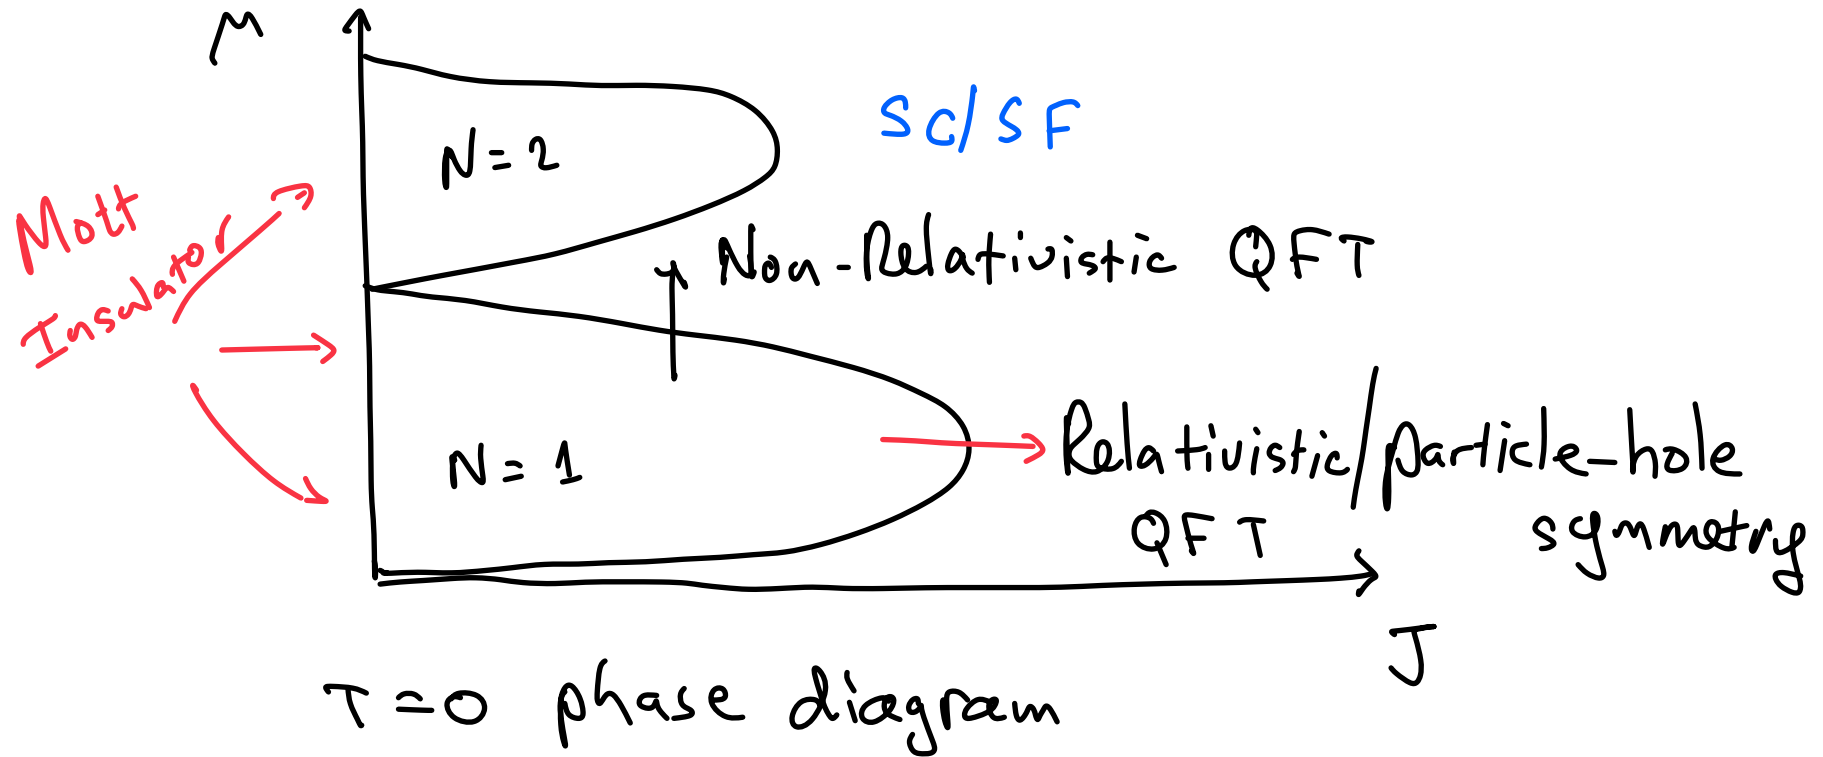 μ
SC/SF
N=2
Mott
Insulator
Non-Relativistic QFT
N=1
Relativistic/particle-hole
QFT symmetry
J
T=0 phase diagram